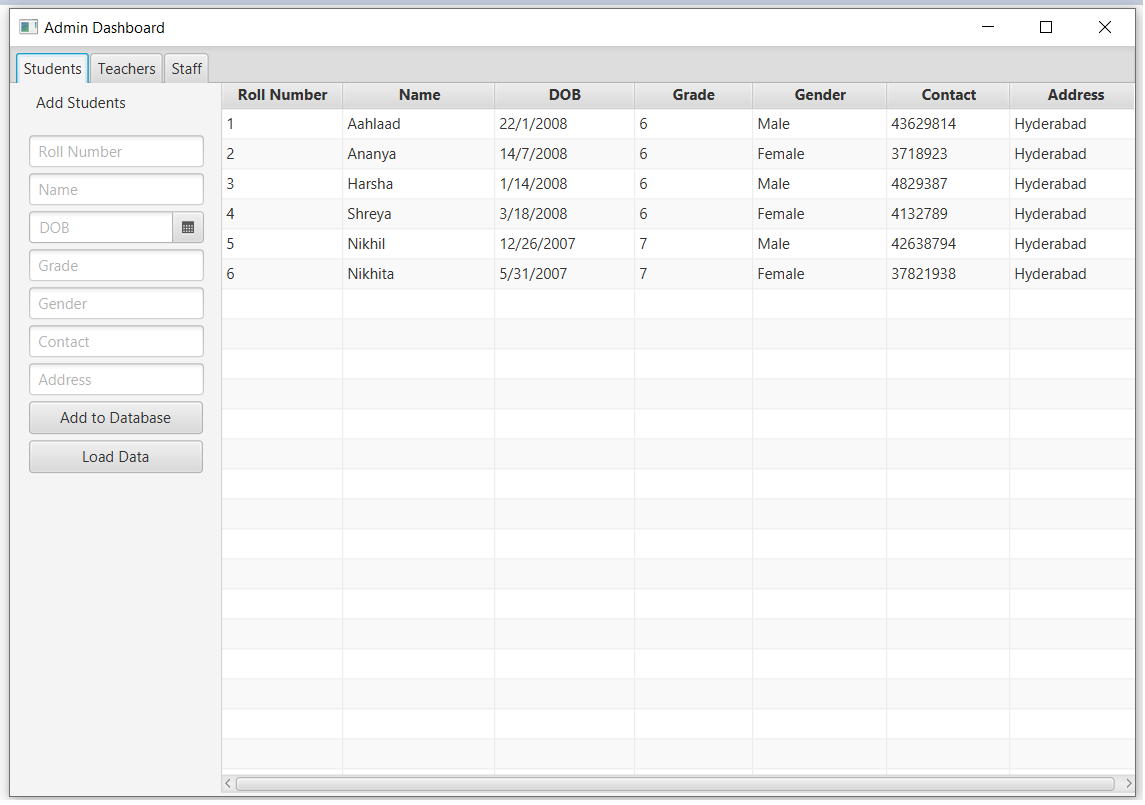 Admin Dashboard
Students Teachers Staff
Add Students
Roll Number
Name
DOB
Grade
Gender
Contact
Address
Add to Database
Load Data
Roll Number Name DOB Grade Gender Contact Address
1 Aahlaad 22/1/2008 6 Male 43629814 Hyderabad
2 Ananya 14/7/2008 6 Female 3718923 Hyderabad
3 Harsha 1/14/2008 6 Male 4829387 Hyderabad
4 Shreya 3/18/2008 6 Female 4132789 Hyderabad
5 Nikhil 12/26/2007 7 Male 42638794 Hyderabad
6 Nikhita 5/31/2007 7 Female 37821938 Hyderabad